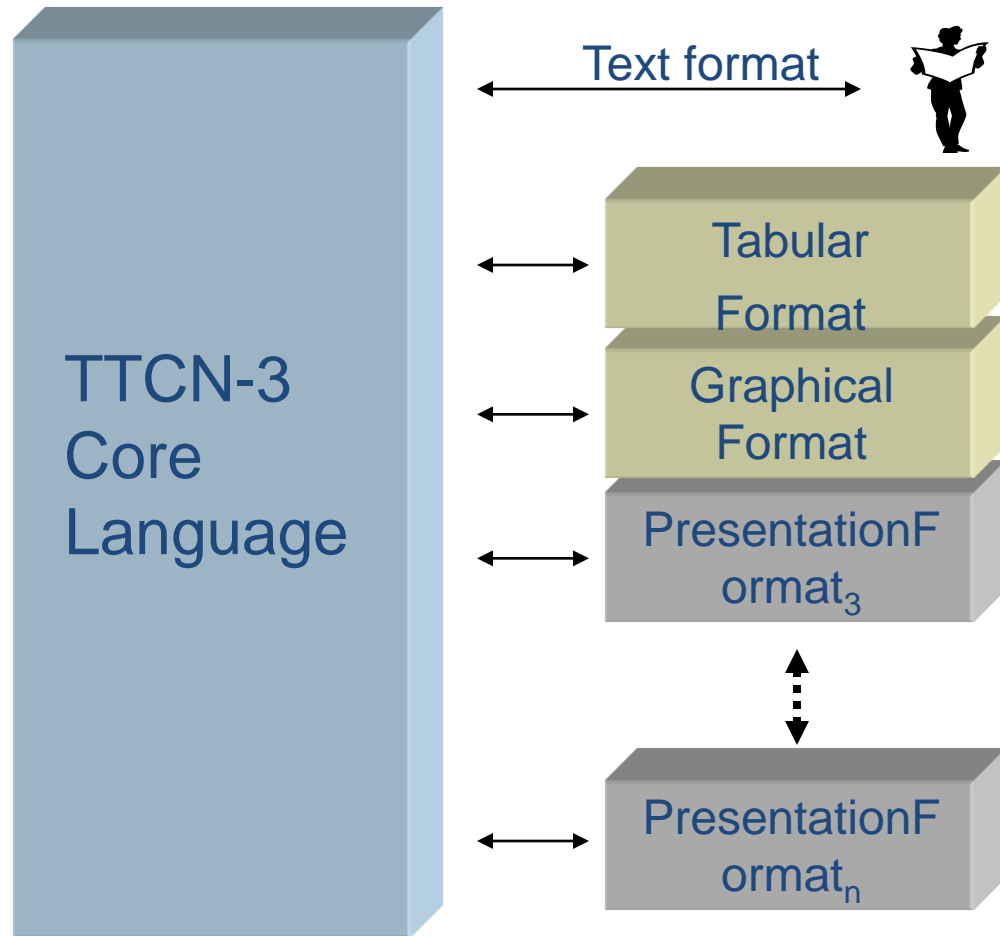 Text format
Tabular
Format
Graphical
Format
TTCN-3
Core
Language
PresentationF
ormat₃
PresentationF
ormatₙ